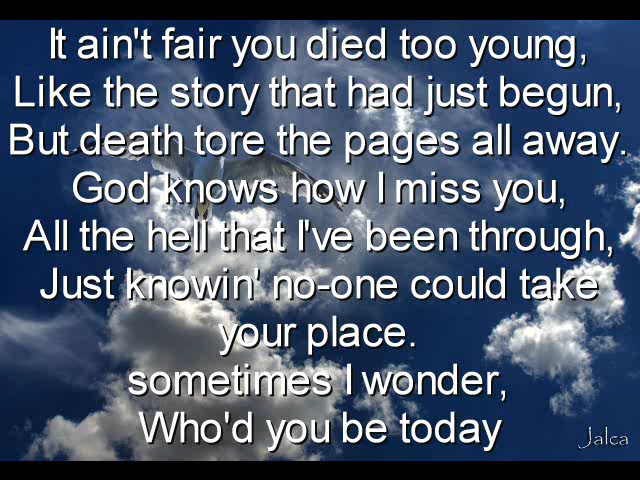 It ain't fair you died too young,
Like the story that had just begun,
But death tore the pages all away.
God knows how I miss you,
All the hell that I've been through,
Just knowin' no-one could take
your place.
sometimes I wonder,
Who'd you be today
Jalca